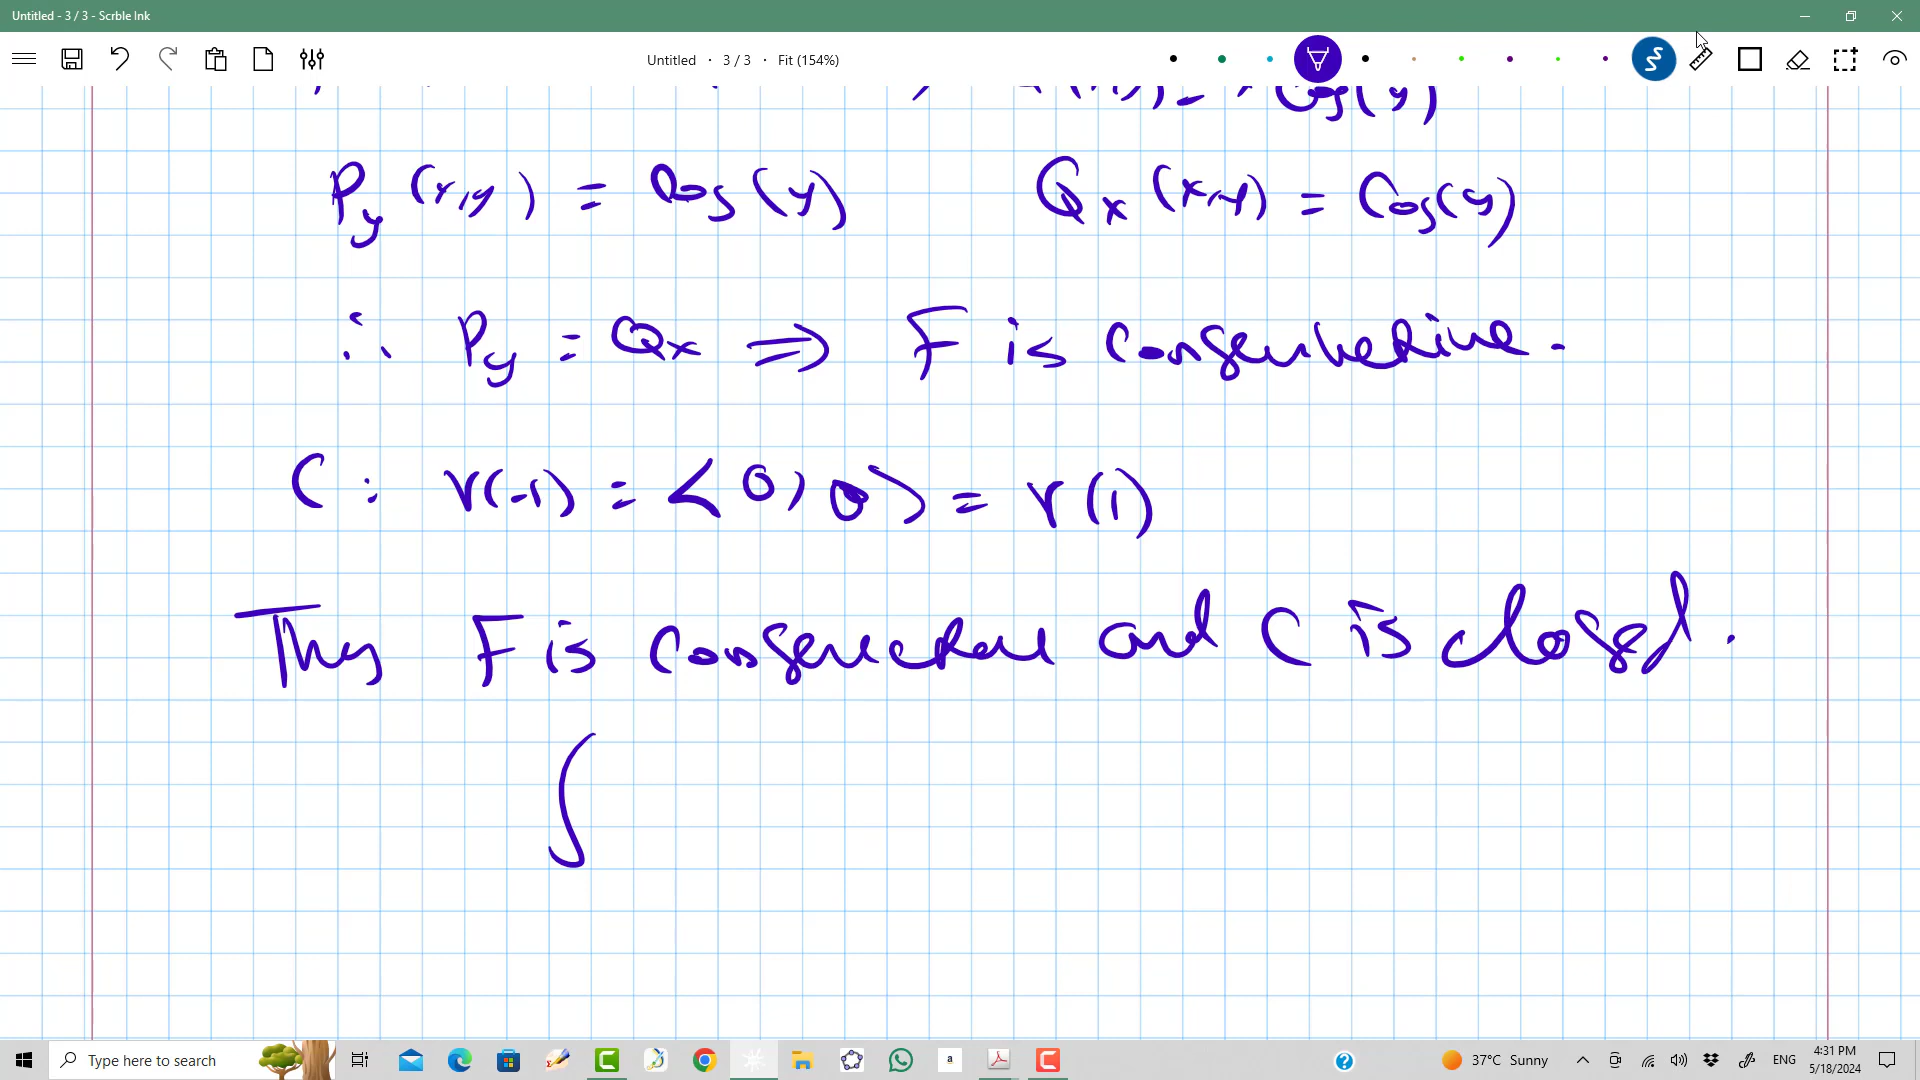 Untitled - 3 / 3 - Scrble Ink
Untitled · 3 / 3 · Fit (154%)
Cos(y)
Py (x,y) = Cos(y) Qx (x,y) = Cos(y)
∴ Py = Qx ⟹ F is conservative.
C: r(-1) = <0, 0> = r(1)
Thus F is conservative and C is closed.
∫
Type here to search
a
37°C Sunny
ENG
4:31 PM
5/18/2024